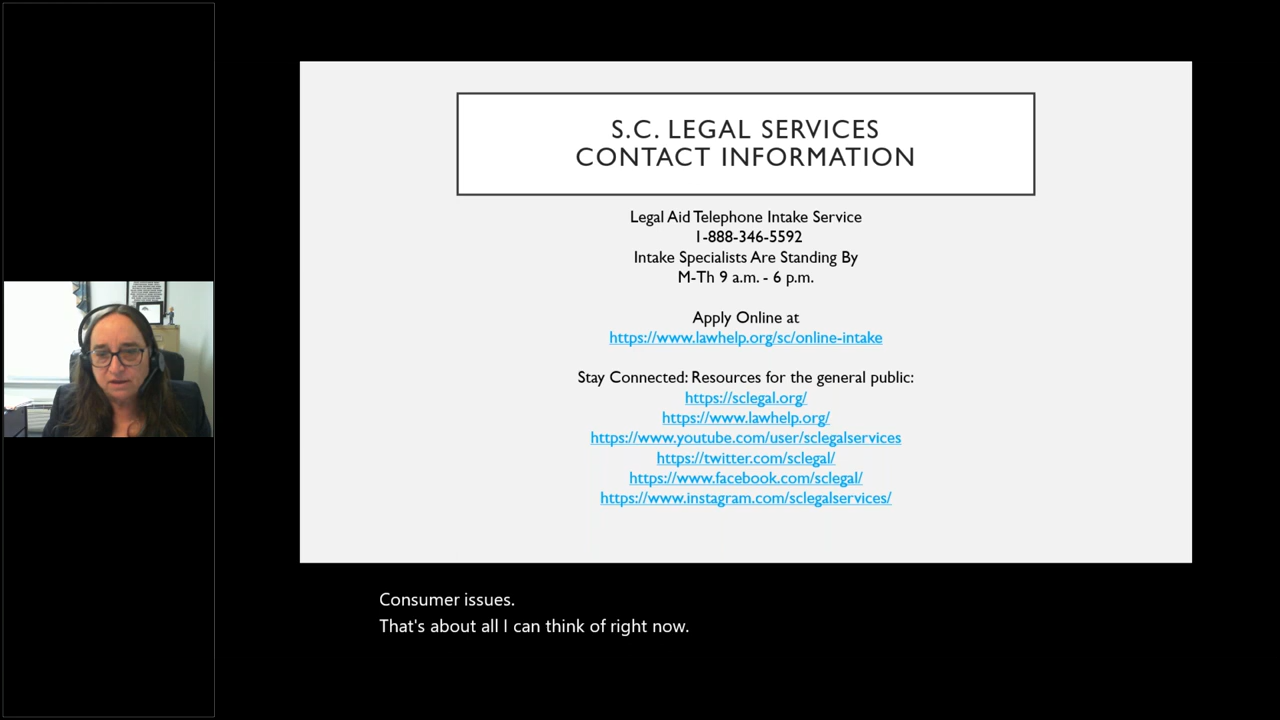 S.C. LEGAL SERVICES
CONTACT INFORMATION
Legal Aid Telephone Intake Service
1-888-346-5592
Intake Specialists Are Standing By
M-Th 9 a.m. - 6 p.m.
Apply Online at
https://www.lawhelp.org/sc/online-intake
Stay Connected: Resources for the general public:
https://sclegal.org/
https://www.lawhelp.org/
https://www.youtube.com/user/sclegalservices
https://twitter.com/sclegal/
https://www.facebook.com/sclegal/
https://www.instagram.com/sclegalservices/
Consumer issues.
That's about all I can think of right now.